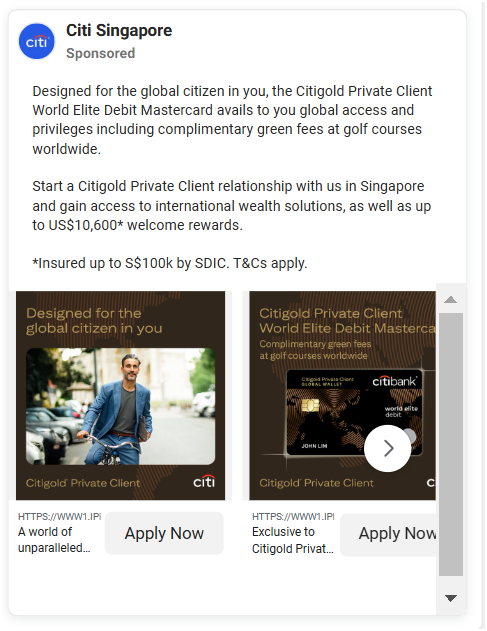 Citi Singapore
Sponsored
Designed for the global citizen in you, the Citigold Private Client
World Elite Debit Mastercard avails to you global access and
privileges including complimentary green fees at golf courses
worldwide.
Start a Citigold Private Client relationship with us in Singapore
and gain access to international wealth solutions, as well as up
to US$10,600* welcome rewards.
*Insured up to S$100k by SDIC. T&Cs apply.
Designed for the
global citizen in you
Citigold® Private Client
citi
HTTPS://WWW1.IPI
A world of
unparalleled...
Apply Now
Citigold Private Client
World Elite Debit Masterca
Complimentary green fees
at golf courses worldwide
Citigold Private Client
GLOBAL WALLET
citibank
world elite
debit
JOHN LIM
Citigold® Private Client
citi
HTTPS://WWW1.IPI
Exclusive to
Citigold Privat...
Apply Now